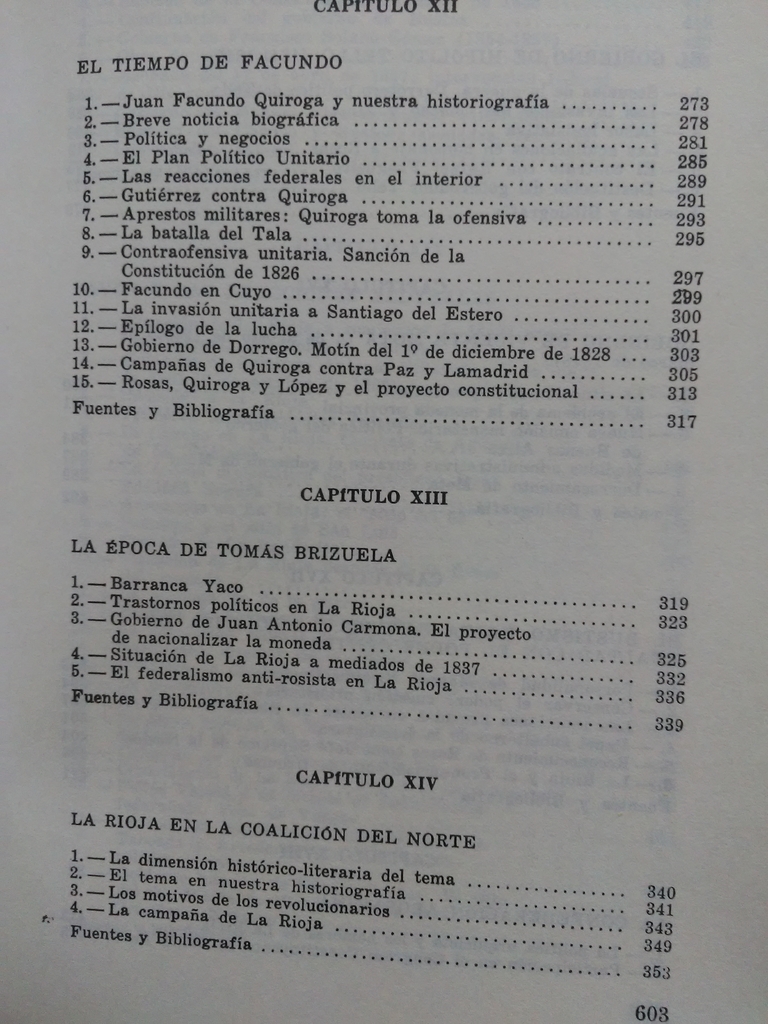 CAPITULO XII
EL TIEMPO DE FACUNDO
1.—Juan Facundo Quiroga y nuestra historiografía .......... 273
2.—Breve noticia biográfica .............................. 278
3.—Política y negocios ................................... 281
4.—El Plan Político Unitario ............................. 285
5.—Las reacciones federales en el interior ................ 289
6.—Gutiérrez contra Quiroga .............................. 291
7.—Aprestos militares: Quiroga toma la ofensiva ............ 293
8.—La batalla del Tala ................................... 295
9.—Contraofensiva unitaria. Sanción de la
Constitución de 1826 .................................. 297
10.—Facundo en Cuyo ..................................... 299
11.—La invasión unitaria a Santiago del Estero .............. 300
12.—Epílogo de la lucha .................................. 301
13.—Gobierno de Dorrego. Motín del 1º de diciembre de 1828 ... 303
14.—Campañas de Quiroga contra Paz y Lamadrid ........... 305
15.—Rosas, Quiroga y López y el proyecto constitucional ...... 313
Fuentes y Bibliografía ..................................... 317
CAPITULO XIII
LA ÉPOCA DE TOMÁS BRIZUELA
1.—Barranca Yaco ...................................... 319
2.—Trastornos políticos en La Rioja ....................... 323
3.—Gobierno de Juan Antonio Carmona. El proyecto
de nacionalizar la moneda .............................. 325
4.—Situación de La Rioja a mediados de 1837 ............... 332
5.—El federalismo anti-rosista en La Rioja .................. 336
Fuentes y Bibliografía ..................................... 339
CAPITULO XIV
LA RIOJA EN LA COALICIÓN DEL NORTE
1.—La dimensión histórico-literaria del tema ................ 340
2.—El tema en nuestra historiografía ...................... 341
3.—Los motivos de los revolucionarios ..................... 343
4.—La campaña de La Rioja .............................. 349
Fuentes y Bibliografía ..................................... 353
603